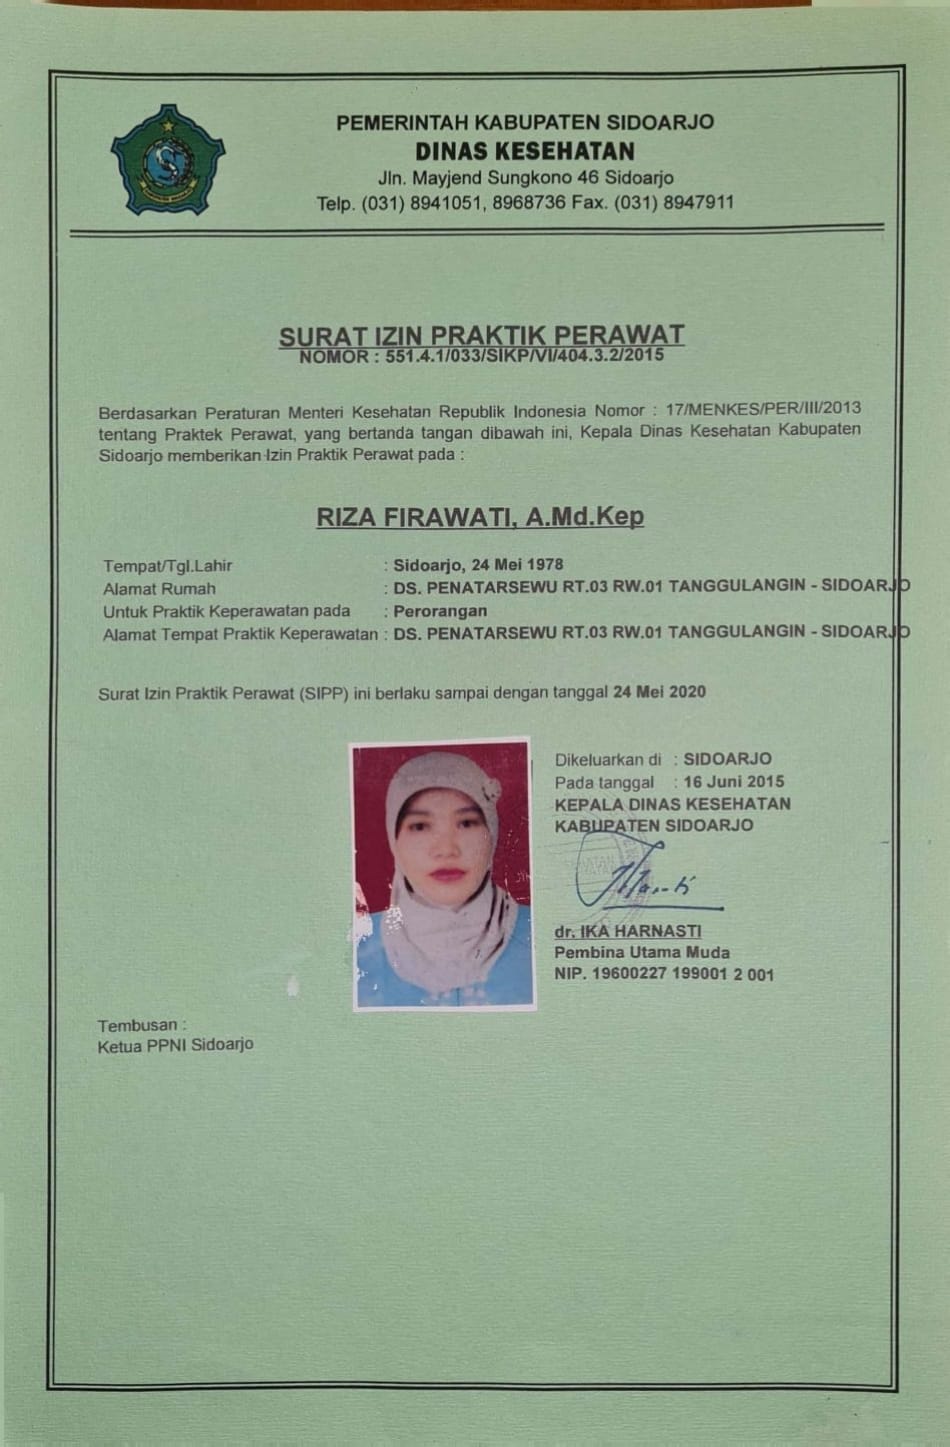 PEMERINTAH KABUPATEN SIDOARJO
DINAS KESEHATAN
Jln. Mayjend Sungkono 46 Sidoarjo
Telp. (031) 8941051, 8968736 Fax. (031) 8947911
SURAT IZIN PRAKTIK PERAWAT
NOMOR : 551.4.1/033/SIKP/VI/404.3.2/2015
Berdasarkan Peraturan Menteri Kesehatan Republik Indonesia Nomor : 17/MENKES/PER/III/2013
tentang Praktek Perawat, yang bertanda tangan dibawah ini, Kepala Dinas Kesehatan Kabupaten
Sidoarjo memberikan Izin Praktik Perawat pada :
RIZA FIRAWATI, A.Md.Kep
Tempat/Tgl.Lahir : Sidoarjo, 24 Mei 1978
Alamat Rumah : DS. PENATARSEWU RT.03 RW.01 TANGGULANGIN - SIDOARJO
Untuk Praktik Keperawatan pada : Perorangan
Alamat Tempat Praktik Keperawatan : DS. PENATARSEWU RT.03 RW.01 TANGGULANGIN - SIDOARJO
Surat Izin Praktik Perawat (SIPP) ini berlaku sampai dengan tanggal 24 Mei 2020
Dikeluarkan di : SIDOARJO
Pada tanggal : 16 Juni 2015
KEPALA DINAS KESEHATAN
KABUPATEN SIDOARJO
dr. IKA HARNASTI
Pembina Utama Muda
NIP. 19600227 199001 2 001
Tembusan :
Ketua PPNI Sidoarjo